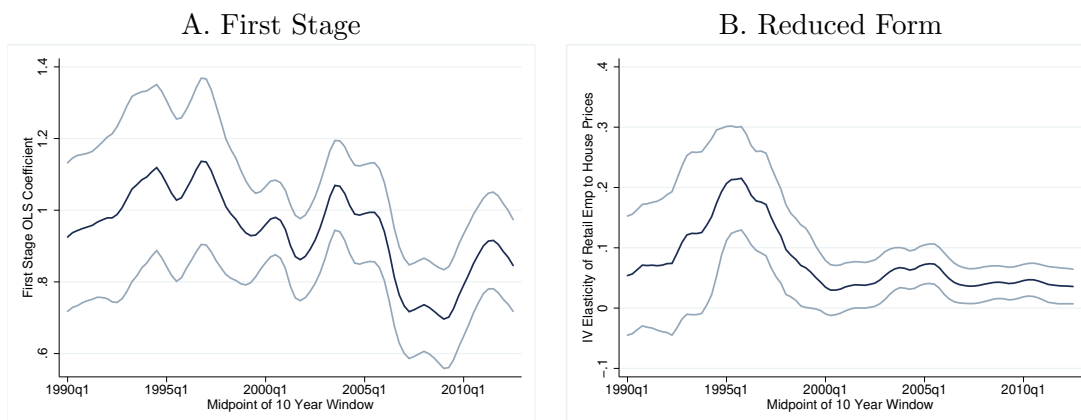 A. First Stage
First Stage OLS Coefficient
1.4
1.2
1
.8
.6
1990q1 1995q1 2000q1 2005q1 2010q1
Midpoint of 10 Year Window
B. Reduced Form
IV Elasticity of Retail Emp to House Prices
.4
.3
.2
.1
0
-.1
1990q1 1995q1 2000q1 2005q1 2010q1
Midpoint of 10 Year Window